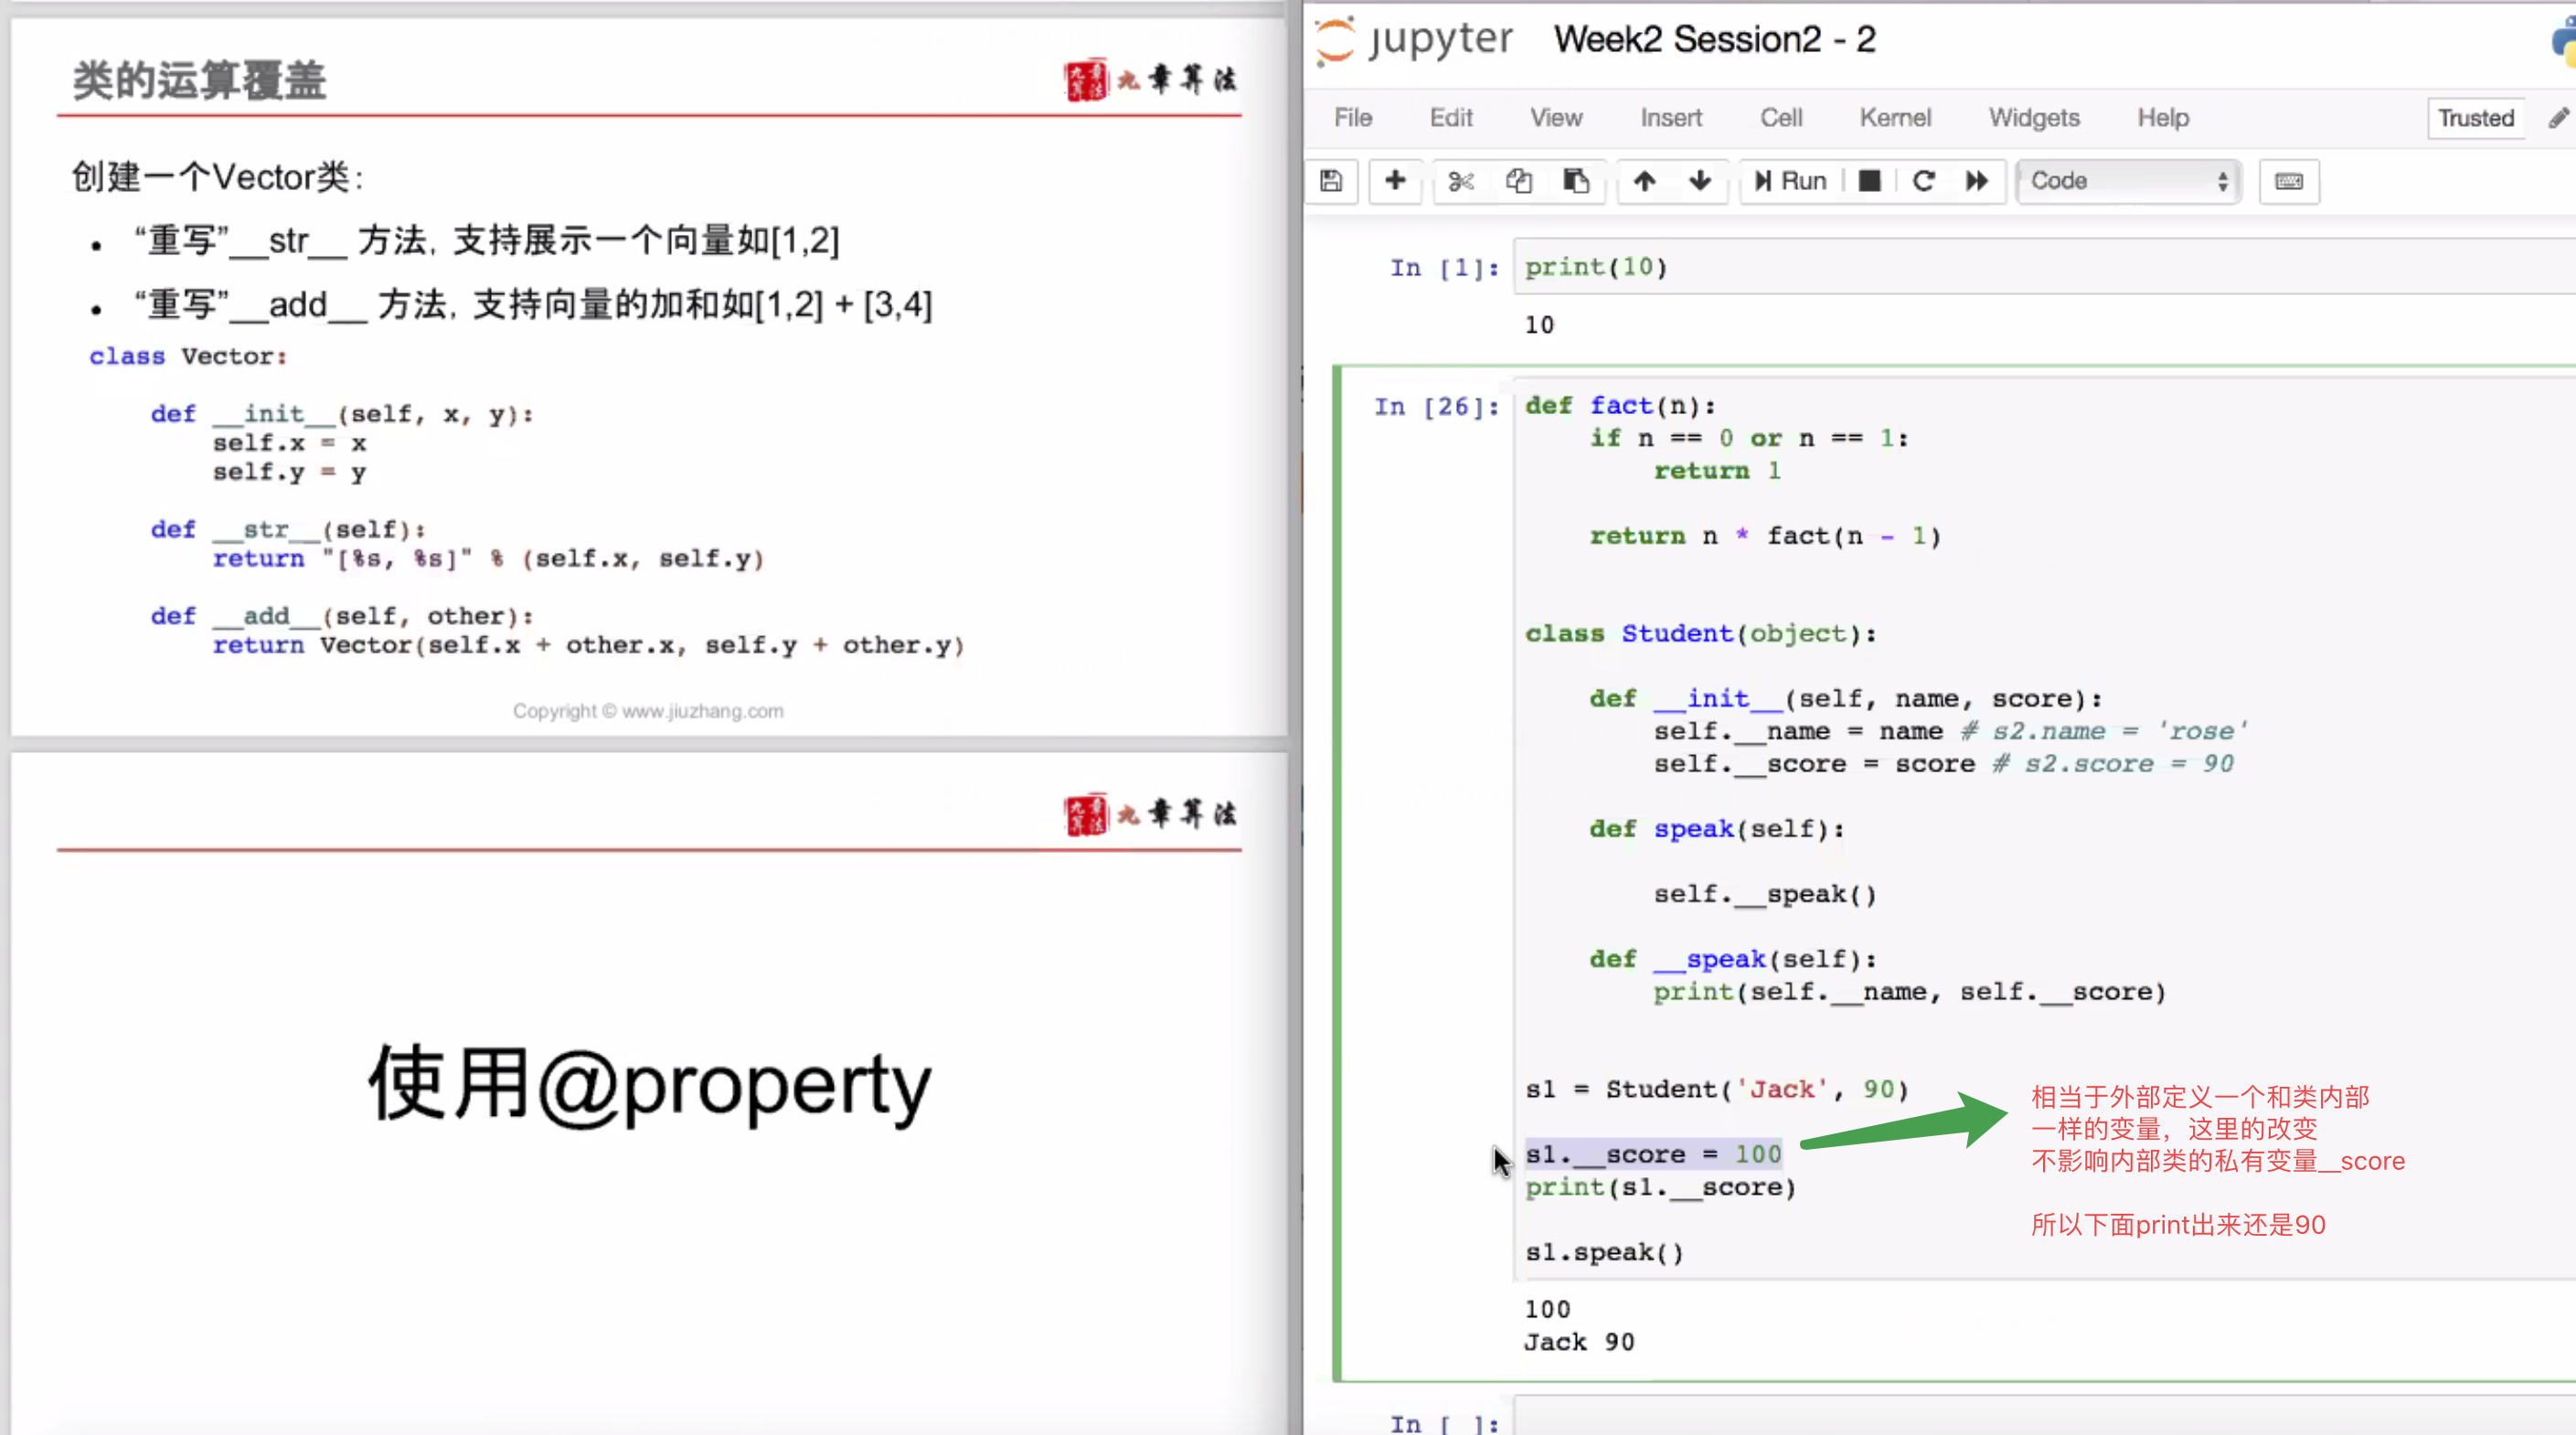 类的运算覆盖
九章算法
创建一个Vector类：
• “重写”__str__ 方法，支持展示一个向量如[1,2]
• “重写”__add__ 方法，支持向量的加和如[1,2] + [3,4]
class Vector:
def __init__(self, x, y):
self.x = x
self.y = y
def __str__(self):
return "[%s, %s]" % (self.x, self.y)
def __add__(self, other):
return Vector(self.x + other.x, self.y + other.y)
Copyright © www.jiuzhang.com
九章算法
使用@property
jupyter Week2 Session2 - 2
File Edit View Insert Cell Kernel Widgets Help Trusted
Run Code
In [1]: print(10)
10
In [26]: def fact(n):
if n == 0 or n == 1:
return 1
return n * fact(n - 1)
class Student(object):
def __init__(self, name, score):
self.__name = name # s2.name = 'rose'
self.__score = score # s2.score = 90
def speak(self):
self.__speak()
def __speak(self):
print(self.__name, self.__score)
s1 = Student('Jack', 90)
s1.__score = 100
print(s1.__score)
s1.speak()
相当于外部定义一个和类内部
一样的变量，这里的改变
不影响内部类的私有变量__score
所以下面print出来还是90
100
Jack 90
In [ ]: